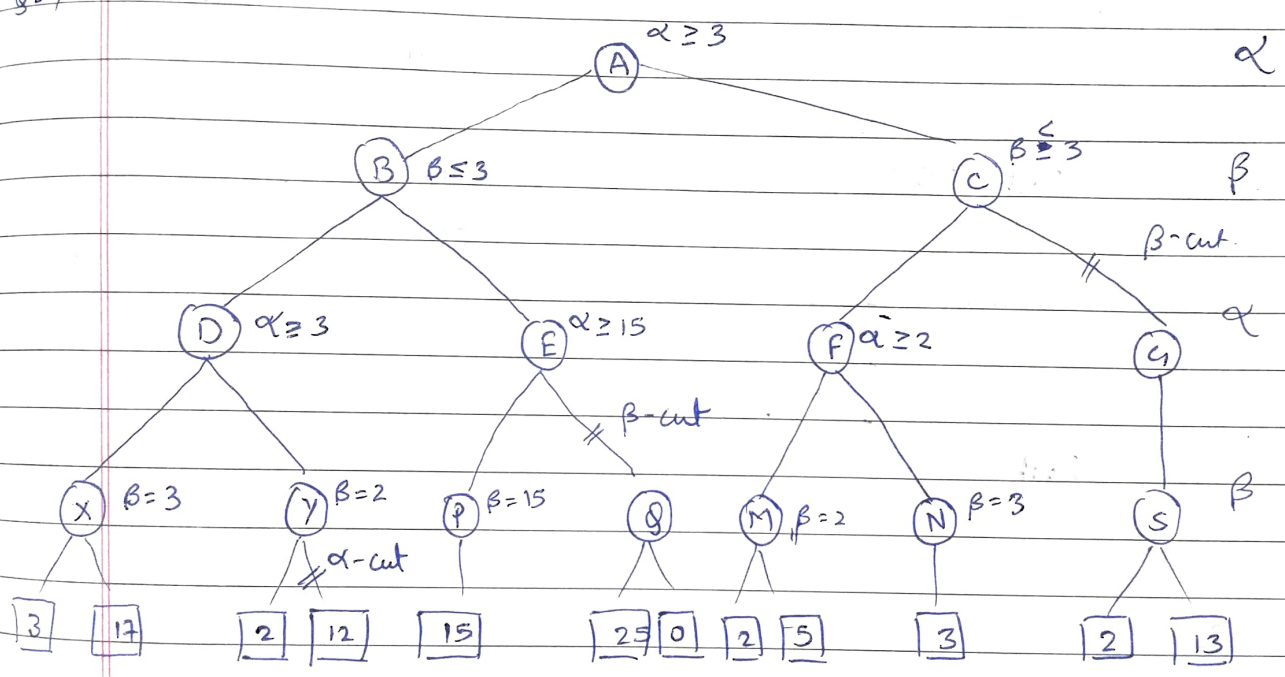 α ≥ 3
A
α
B β ≤ 3
<
C β ≥ 3
β
β-cut.
D α ≥ 3
E α ≥ 15
F α ≥ 2
G
α
β-cut
X β = 3
Y β = 2
P β = 15
Q
M β = 2
N β = 3
S
β
α-cut
3 17 2 12 15 25 0 2 5 3 2 13